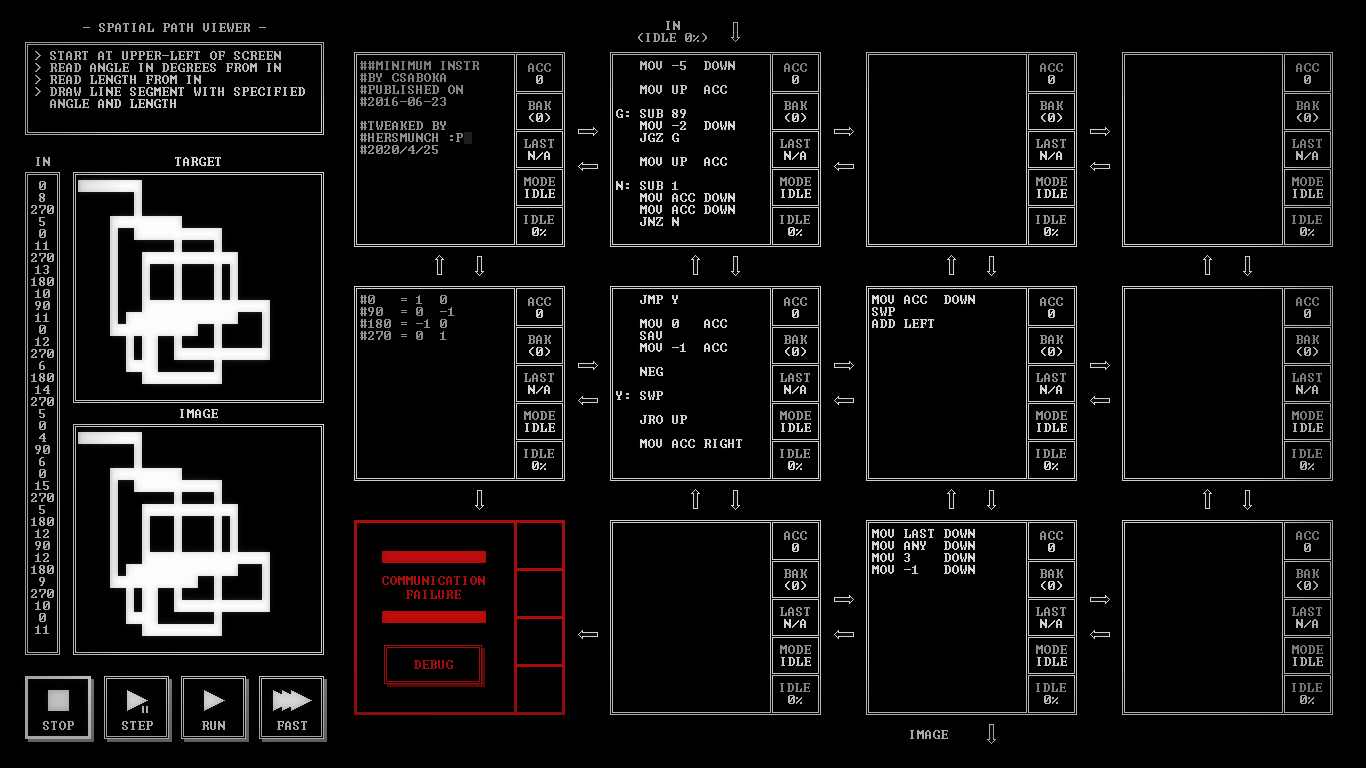 - SPATIAL PATH VIEWER -
> START AT UPPER-LEFT OF SCREEN
> READ ANGLE IN DEGREES FROM IN
> READ LENGTH FROM IN
> DRAW LINE SEGMENT WITH SPECIFIED
ANGLE AND LENGTH
IN
0
8
270
5
0
11
270
13
180
10
90
11
0
12
270
6
180
14
270
5
0
4
90
6
0
15
270
5
180
12
90
12
180
9
270
10
0
11
TARGET
IMAGE
STOP
STEP
RUN
FAST
IN
(IDLE 0%)
##MINIMUM INSTR
#BY CSABOKA
#PUBLISHED ON
#2016-06-23
#TWEAKED BY
#HERSMUNCH :P
#2020/4/25
ACC
0
BAK
(0)
LAST
N/A
MODE
IDLE
IDLE
0%
MOV -5 DOWN
MOV UP ACC
G: SUB 89
MOV -2 DOWN
JGZ G
MOV UP ACC
N: SUB 1
MOV ACC DOWN
MOV ACC DOWN
JNZ N
ACC
0
BAK
(0)
LAST
N/A
MODE
IDLE
IDLE
0%
ACC
0
BAK
(0)
LAST
N/A
MODE
IDLE
IDLE
0%
ACC
0
BAK
(0)
LAST
N/A
MODE
IDLE
IDLE
0%
#0 = 1 0
#90 = 0 -1
#180 = -1 0
#270 = 0 1
ACC
0
BAK
(0)
LAST
N/A
MODE
IDLE
IDLE
0%
JMP Y
MOV 0 ACC
SAV
MOV -1 ACC
NEG
Y: SWP
JRO UP
MOV ACC RIGHT
ACC
0
BAK
(0)
LAST
N/A
MODE
IDLE
IDLE
0%
MOV ACC DOWN
SWP
ADD LEFT
ACC
0
BAK
(0)
LAST
N/A
MODE
IDLE
IDLE
0%
ACC
0
BAK
(0)
LAST
N/A
MODE
IDLE
IDLE
0%
COMMUNICATION
FAILURE
DEBUG
ACC
0
BAK
(0)
LAST
N/A
MODE
IDLE
IDLE
0%
MOV LAST DOWN
MOV ANY DOWN
MOV 3 DOWN
MOV -1 DOWN
ACC
0
BAK
(0)
LAST
N/A
MODE
IDLE
IDLE
0%
ACC
0
BAK
(0)
LAST
N/A
MODE
IDLE
IDLE
0%
IMAGE